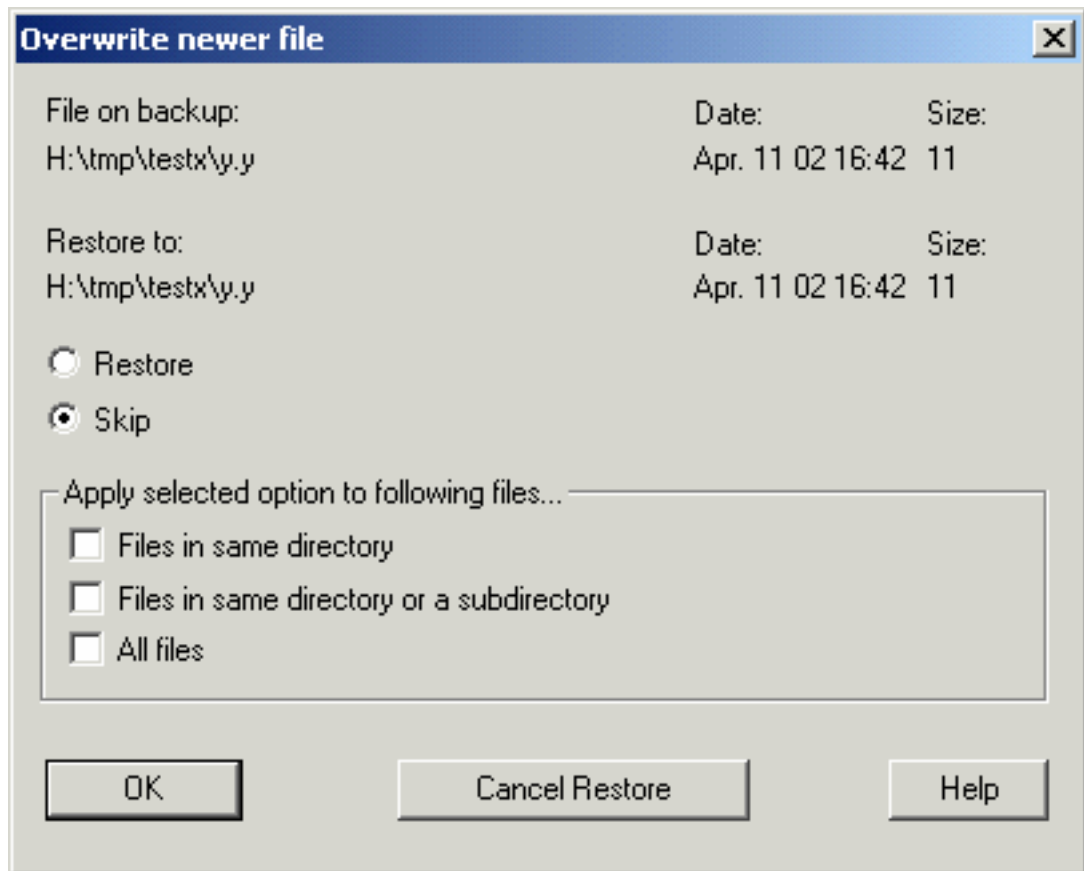 Overwrite newer file
File on backup: Date: Size:
H:\tmp\testx\y.y Apr. 11 02 16:42 11
Restore to: Date: Size:
H:\tmp\testx\y.y Apr. 11 02 16:42 11
Restore
Skip
Apply selected option to following files...
Files in same directory
Files in same directory or a subdirectory
All files
OK Cancel Restore Help